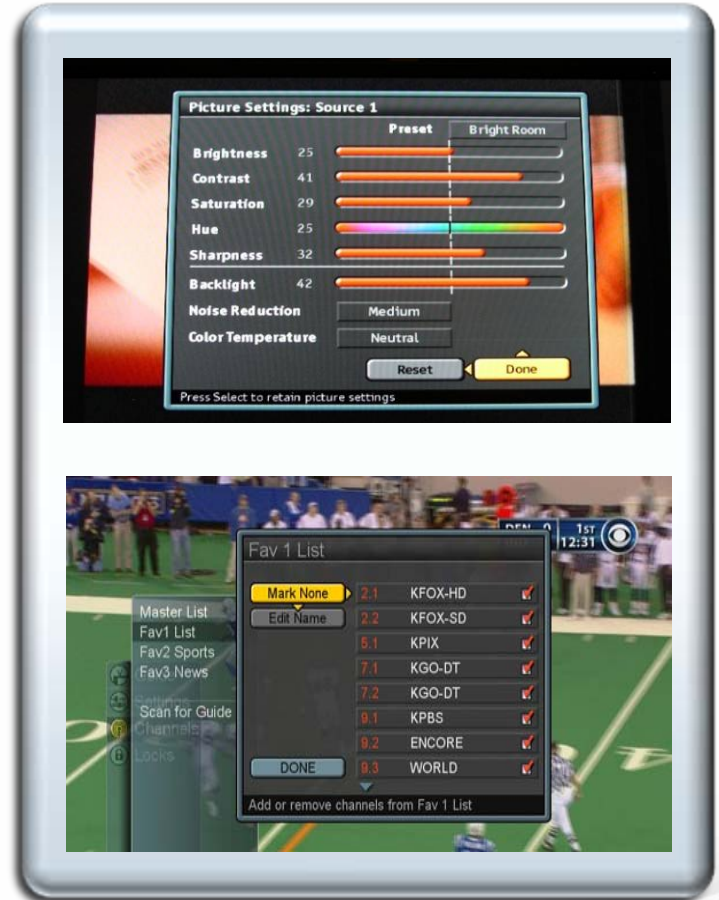 Picture Settings: Source 1
Preset Bright Room
Brightness 25
Contrast 41
Saturation 29
Hue 25
Sharpness 32
Backlight 42
Noise Reduction Medium
Color Temperature Neutral
Reset Done
Press Select to retain picture settings
DEN 0 1ST
12:31
Fav 1 List
Mark None 2.1 KFOX-HD
Edit Name 2.2 KFOX-SD
5.1 KPIX
7.1 KGO-DT
7.2 KGO-DT
9.1 KPBS
9.2 ENCORE
DONE 9.3 WORLD
Add or remove channels from Fav 1 List
Master List
Fav1 List
Fav2 Sports
Fav3 News
Settings
Scan for Guide
Channels
Locks